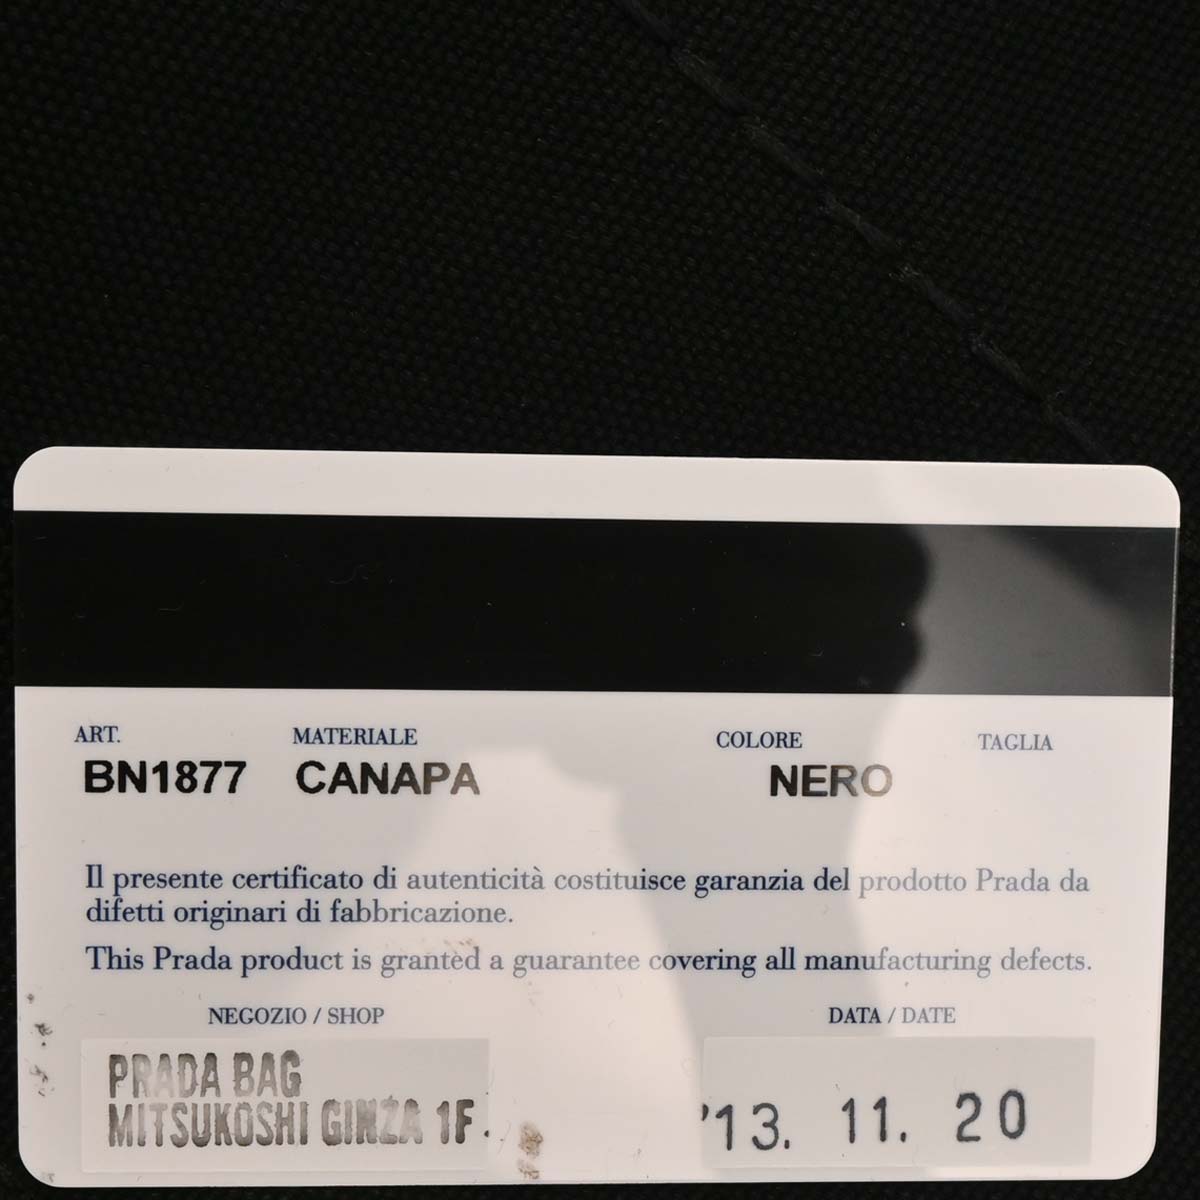 ART. MATERIALE COLORE TAGLIA
BN1877 CANAPA NERO
Il presente certificato di autenticità costituisce garanzia del prodotto Prada da
difetti originari di fabbricazione.
This Prada product is granted a guarantee covering all manufacturing defects.
NEGOZIO / SHOP DATA / DATE
PRADA BAG
MITSUKOSHI GINZA 1F.
'13. 11. 20